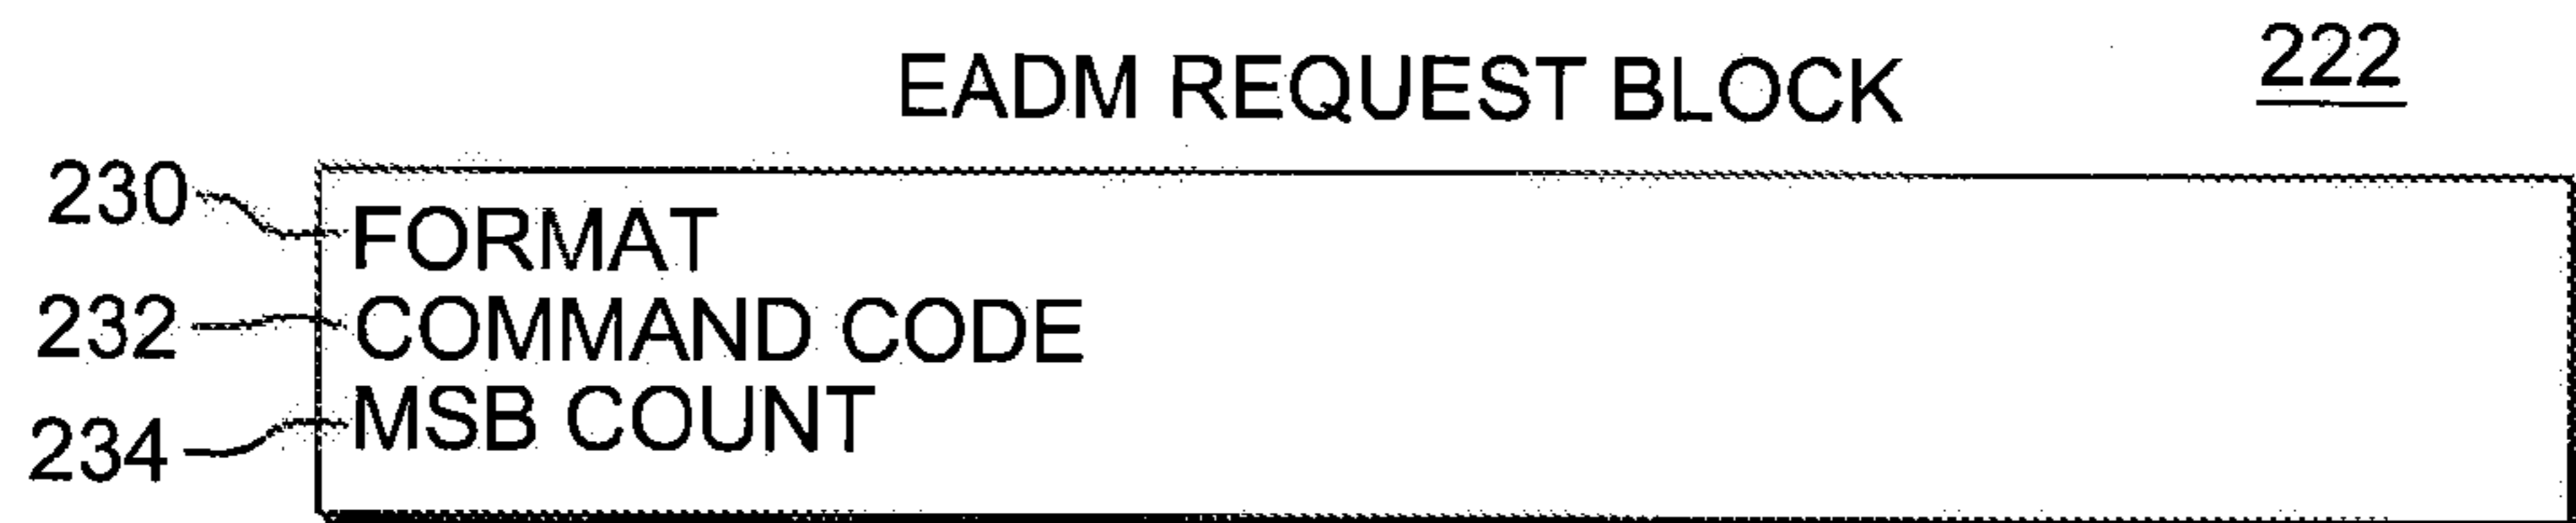 EADM REQUEST BLOCK 222
230 FORMAT
232 COMMAND CODE
234 MSB COUNT